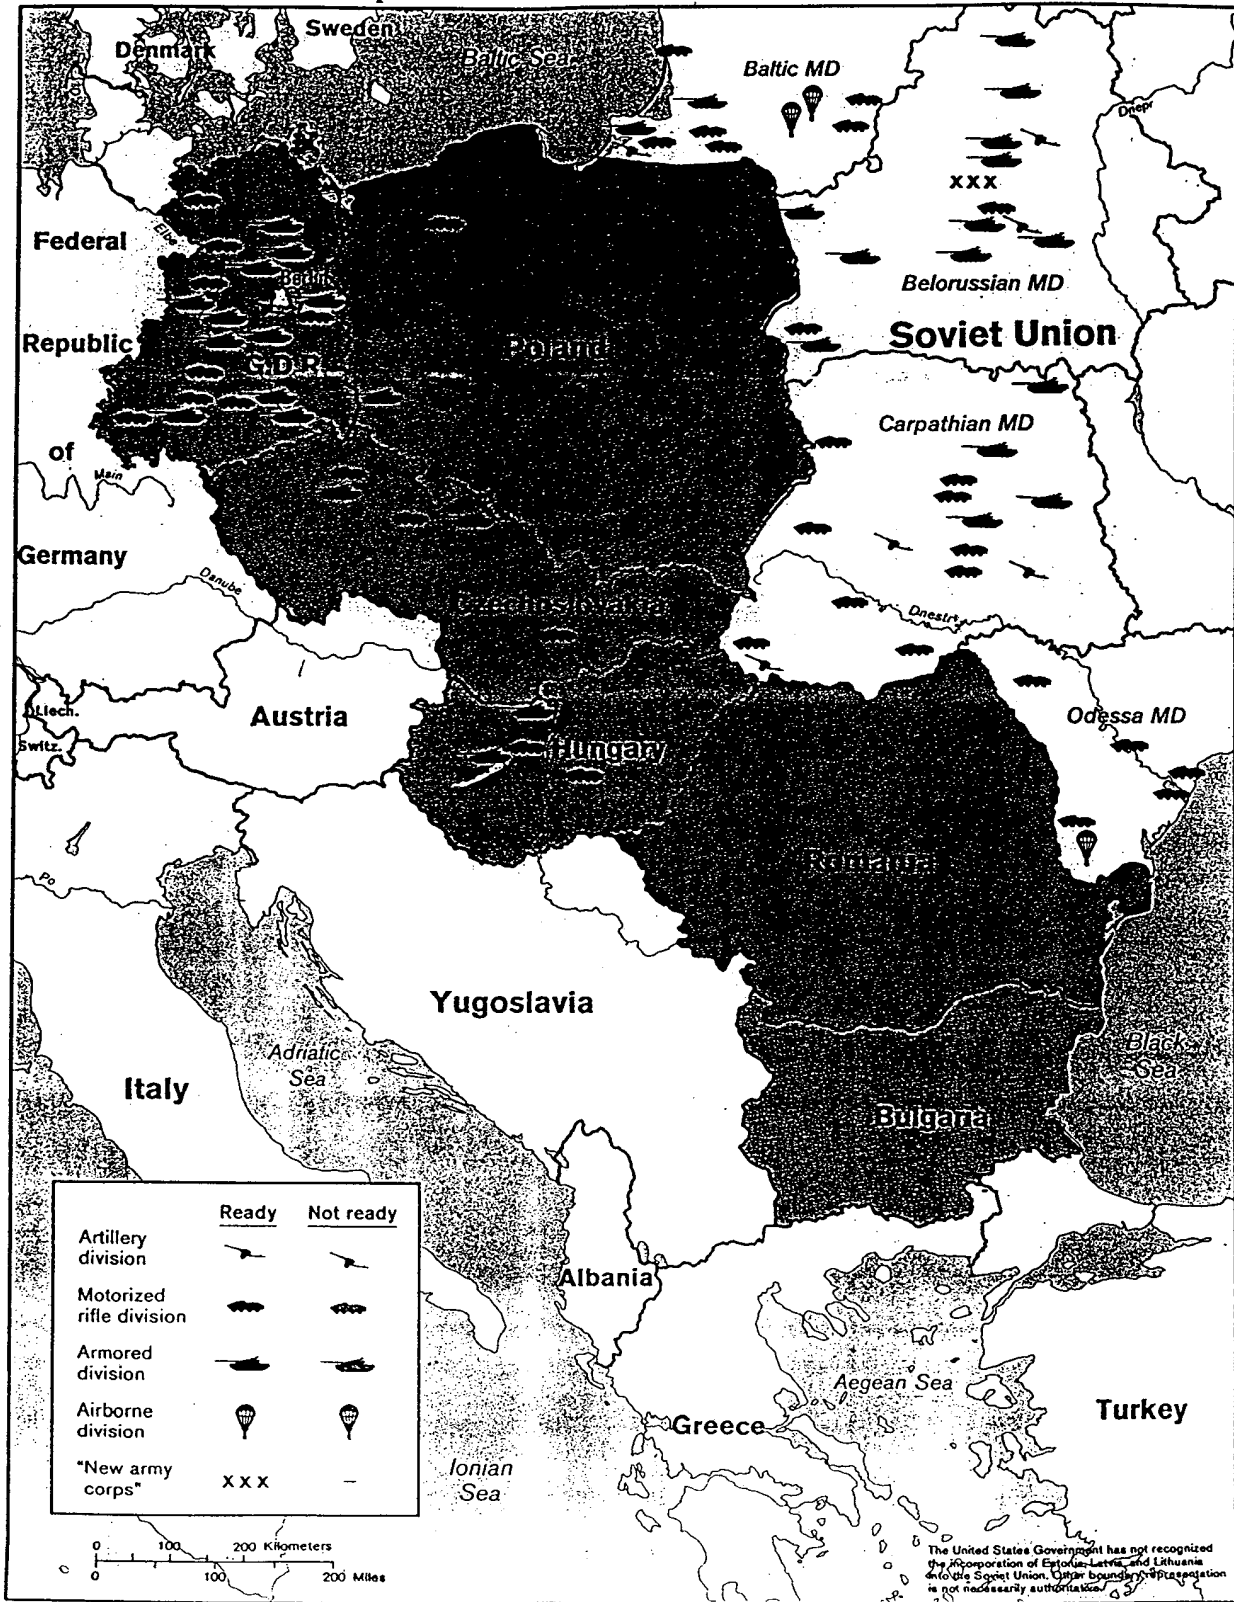 Denmark
Sweden
Baltic Sea
Baltic MD
Dnepr
xxx
Federal
Elbe
Berlin
Belorussian MD
Republic
G.D.R.
Poland
Soviet Union
of
Main
Carpathian MD
Germany
Danube
Czechoslovakia
Dnestr
Liech.
Switz.
Austria
Hungary
Odessa MD
Po
Romania
Yugoslavia
Adriatic
Sea
Italy
Black
Sea
Bulgaria
Albania
Aegean Sea
Greece
Turkey
Ionian
Sea
Ready Not ready
Artillery
division
Motorized
rifle division
Armored
division
Airborne
division
"New army
corps" xxx –
0 100 200 Kilometers
0 100 200 Miles
The United States Government has not recognized
the incorporation of Estonia, Latvia, and Lithuania
into the Soviet Union. Other boundary representation
is not necessarily authoritative.